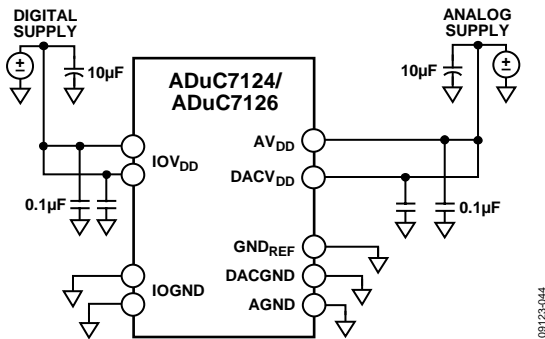 DIGITAL
SUPPLY
ANALOG
SUPPLY
±
10µF
10µF
±
ADuC7124/
ADuC7126
IOVDD
AVDD
DACVDD
0.1µF
0.1µF
GNDREF
DACGND
IOGND
AGND
09123-044